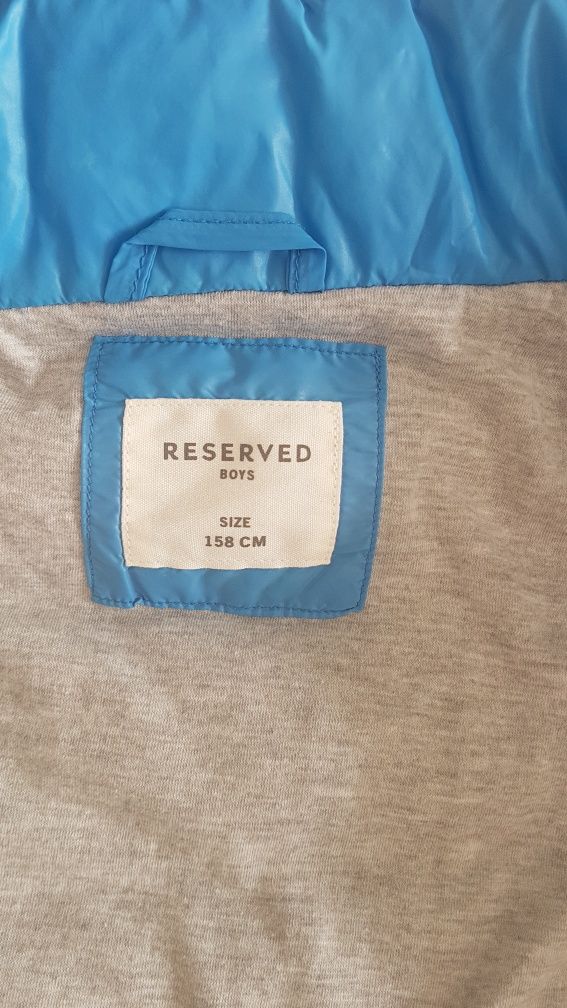 RESERVED
BOYS
SIZE
158 CM